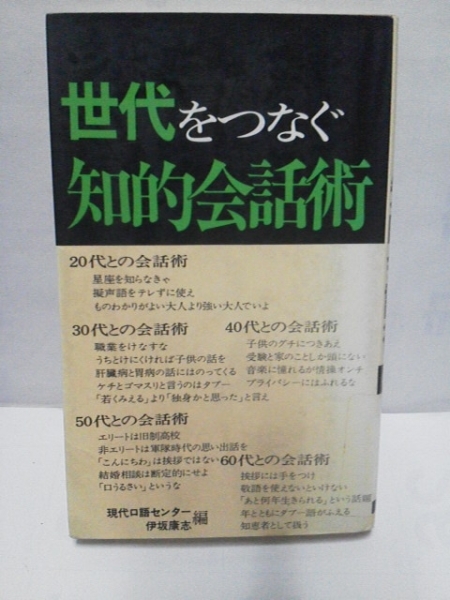 世代をつなぐ
知的会話術
20代との会話術
星座を知らなきゃ
擬声語をテレずに使え
ものわかりがよい大人より強い大人でいよ
30代との会話術
職業をけなすな
うちとけにくければ子供の話を
肝臓病と胃病の話にはのってくる
ケチとゴマスリと言うのはタブー
「若くみえる」より「独身かと思った」と言え
40代との会話術
子供のグチにつきあえ
受験と家のことしか頭にない
音楽に憧れるが情操オンチ
プライバシーにはふれるな
50代との会話術
エリートは旧制高校
非エリートは軍隊時代の思い出話を
「こんにちわ」は挨拶ではない
結婚相談は断定的にせよ
「口うるさい」というな
60代との会話術
挨拶には手をつけ
敬語を使えないといけない
「あと何年生きられる」という話題
年とともにタブー語がふえる
知恵者として扱う
現代口語センター
伊坂康志 編